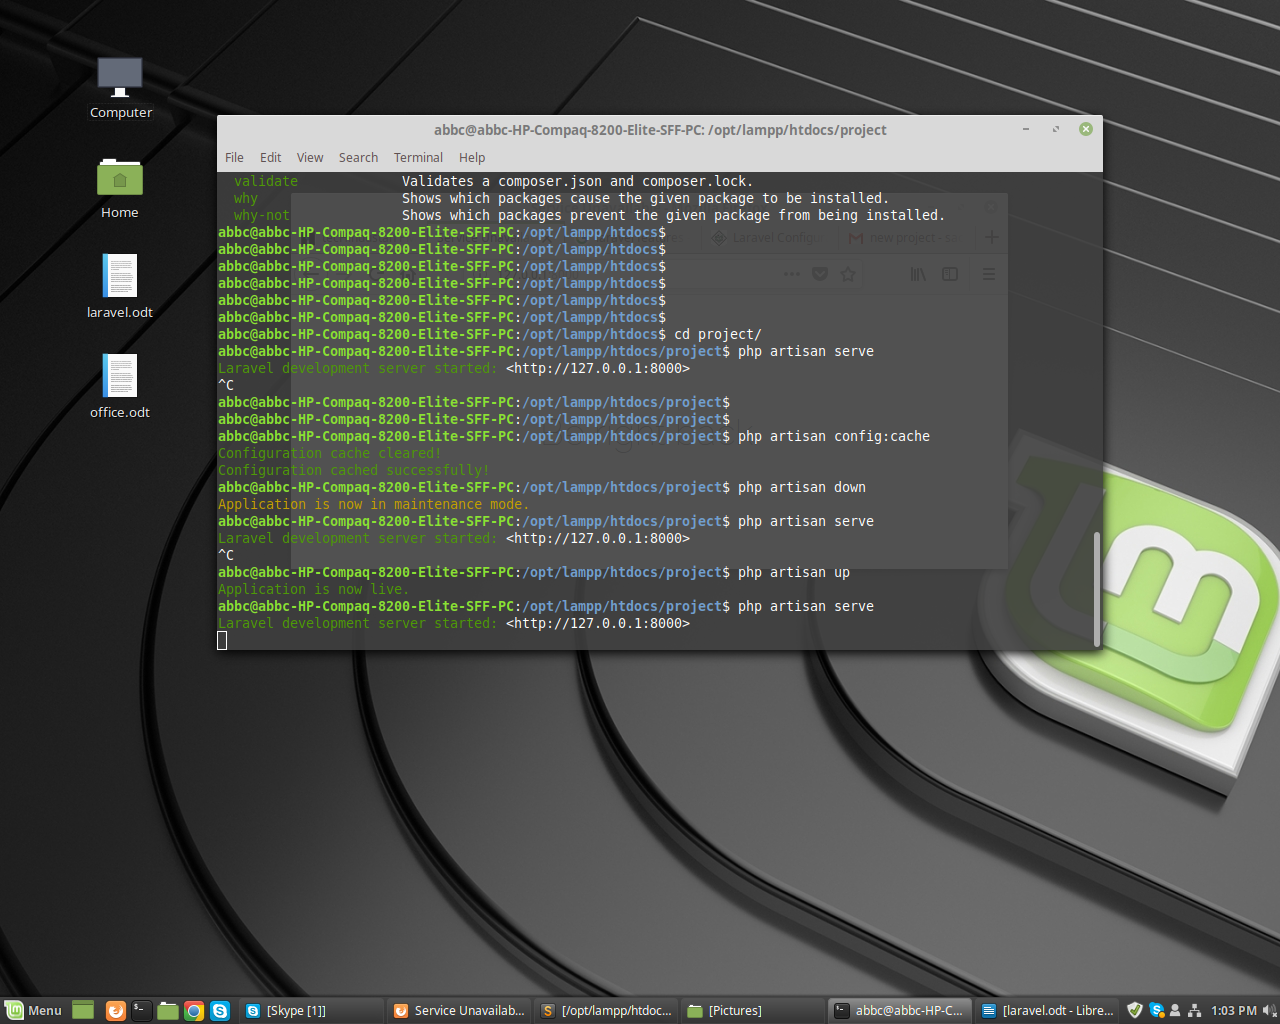 Computer
Home
laravel.odt
office.odt
abbc@abbc-HP-Compaq-8200-Elite-SFF-PC: /opt/lampp/htdocs/project
File Edit View Search Terminal Help
validate Validates a composer.json and composer.lock.
why Shows which packages cause the given package to be installed.
why-not Shows which packages prevent the given package from being installed.
abbc@abbc-HP-Compaq-8200-Elite-SFF-PC:/opt/lampp/htdocs$
Laravel Config
new project - s
abbc@abbc-HP-Compaq-8200-Elite-SFF-PC:/opt/lampp/htdocs$
abbc@abbc-HP-Compaq-8200-Elite-SFF-PC:/opt/lampp/htdocs$
abbc@abbc-HP-Compaq-8200-Elite-SFF-PC:/opt/lampp/htdocs$
abbc@abbc-HP-Compaq-8200-Elite-SFF-PC:/opt/lampp/htdocs$
abbc@abbc-HP-Compaq-8200-Elite-SFF-PC:/opt/lampp/htdocs$
abbc@abbc-HP-Compaq-8200-Elite-SFF-PC:/opt/lampp/htdocs$ cd project/
abbc@abbc-HP-Compaq-8200-Elite-SFF-PC:/opt/lampp/htdocs/project$ php artisan serve
Laravel development server started: <http://127.0.0.1:8000>
^C
abbc@abbc-HP-Compaq-8200-Elite-SFF-PC:/opt/lampp/htdocs/project$
abbc@abbc-HP-Compaq-8200-Elite-SFF-PC:/opt/lampp/htdocs/project$
abbc@abbc-HP-Compaq-8200-Elite-SFF-PC:/opt/lampp/htdocs/project$ php artisan config:cache
Configuration cache cleared!
Configuration cached successfully!
abbc@abbc-HP-Compaq-8200-Elite-SFF-PC:/opt/lampp/htdocs/project$ php artisan down
Application is now in maintenance mode.
abbc@abbc-HP-Compaq-8200-Elite-SFF-PC:/opt/lampp/htdocs/project$ php artisan serve
Laravel development server started: <http://127.0.0.1:8000>
^C
abbc@abbc-HP-Compaq-8200-Elite-SFF-PC:/opt/lampp/htdocs/project$ php artisan up
Application is now live.
abbc@abbc-HP-Compaq-8200-Elite-SFF-PC:/opt/lampp/htdocs/project$ php artisan serve
Laravel development server started: <http://127.0.0.1:8000>
Menu [Skype [1]] Service Unavailab... [/opt/lampp/htdoc... [Pictures] abbc@abbc-HP-C... [laravel.odt - Libre... 1:03 PM